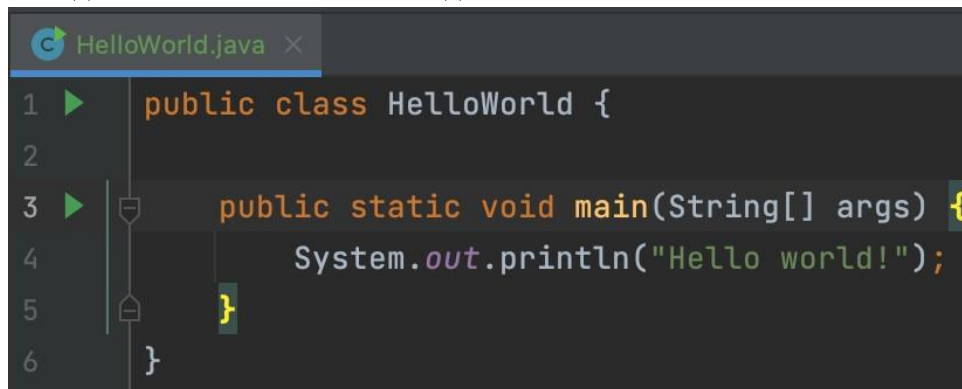 HelloWorld.java
1 public class HelloWorld {
2
3 public static void main(String[] args) {
4 System.out.println("Hello world!");
5 }
6 }